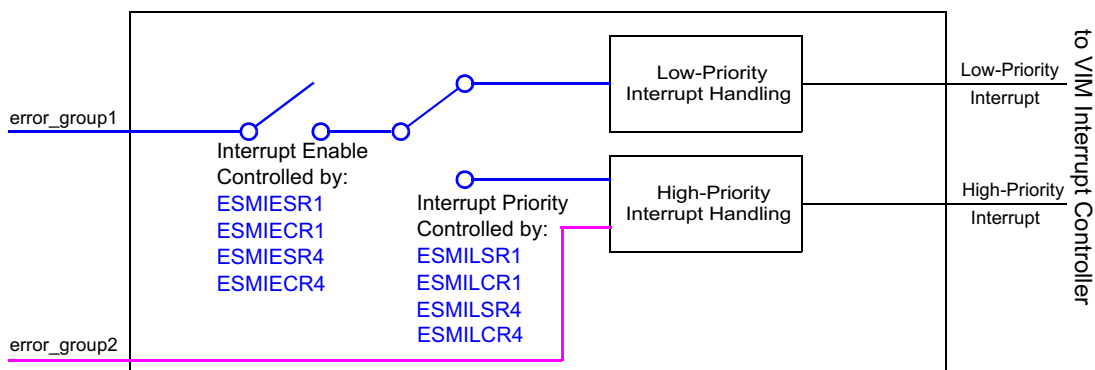 error_group1
Interrupt Enable
Controlled by:
ESMIESR1
ESMIECR1
ESMIESR4
ESMIECR4
Interrupt Priority
Controlled by:
ESMILSR1
ESMILCR1
ESMILSR4
ESMILCR4
Low-Priority
Interrupt Handling
High-Priority
Interrupt Handling
Low-Priority
Interrupt
High-Priority
Interrupt
to VIM Interrupt Controller
error_group2